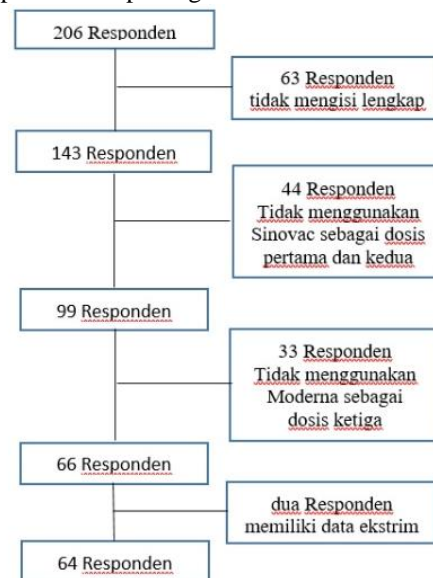 206 Responden
63 Responden
tidak mengisi lengkap
143 Responden
44 Responden
Tidak menggunakan
Sinovac sebagai dosis
pertama dan kedua
99 Responden
33 Responden
Tidak menggunakan
Moderna sebagai
dosis ketiga
66 Responden
dua Responden
memiliki data ekstrim
64 Responden